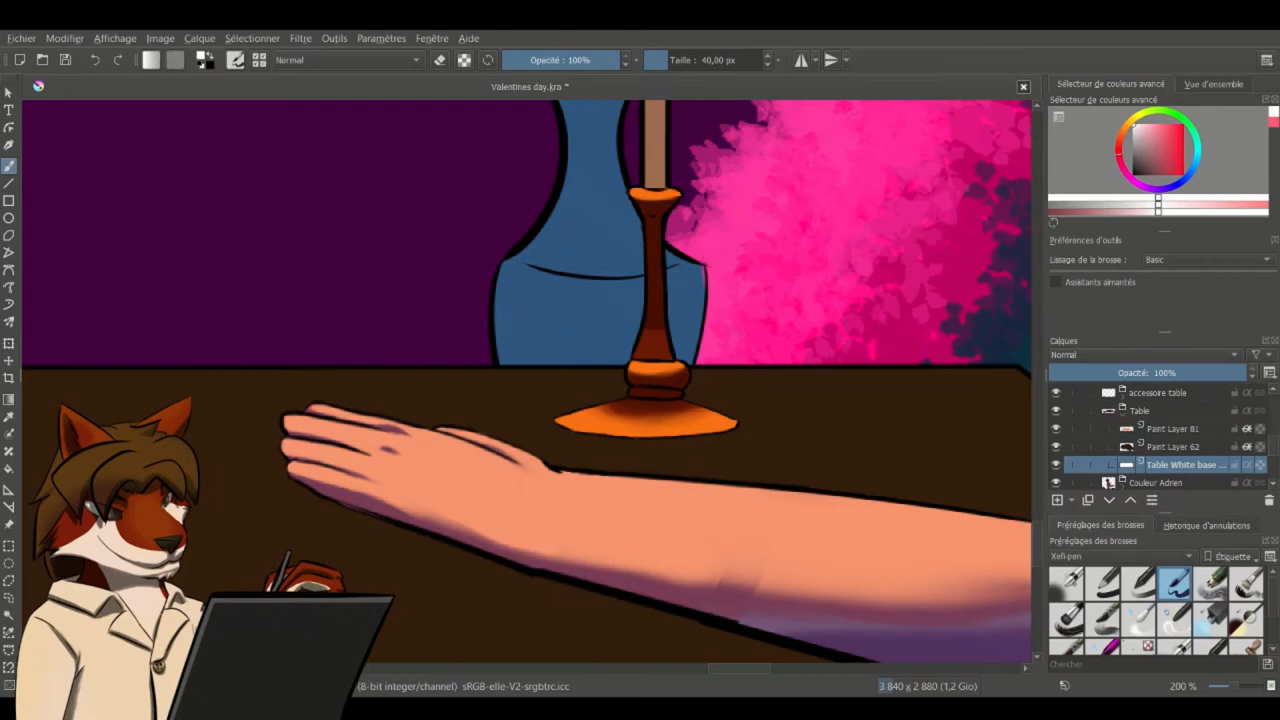 Fichier Modifier Affichage Image Calque Sélectionner Filtre Outils Paramètres Fenêtre Aide
Normal Opacité : 100% Taille : 40,00 px
Valentines day.kra *
Sélecteur de couleurs avancé Vue d'ensemble
Sélecteur de couleurs avancé
Préférences d'outils
Lissage de la brosse : Basic
Assistants aimantés
Calques
Normal
Opacité: 100%
accessoire table
Table
Paint Layer 81
Paint Layer 62
Table White base ...
Couleur Adrien
Préréglages des brosses Historique d'annulations
Préréglages des brosses
Xefi-pen Étiquette
Chercher
(8-bit integer/channel) sRGB-elle-V2-srgbtrc.icc 3 840 x 2 880 (1,2 Gio) 200 %